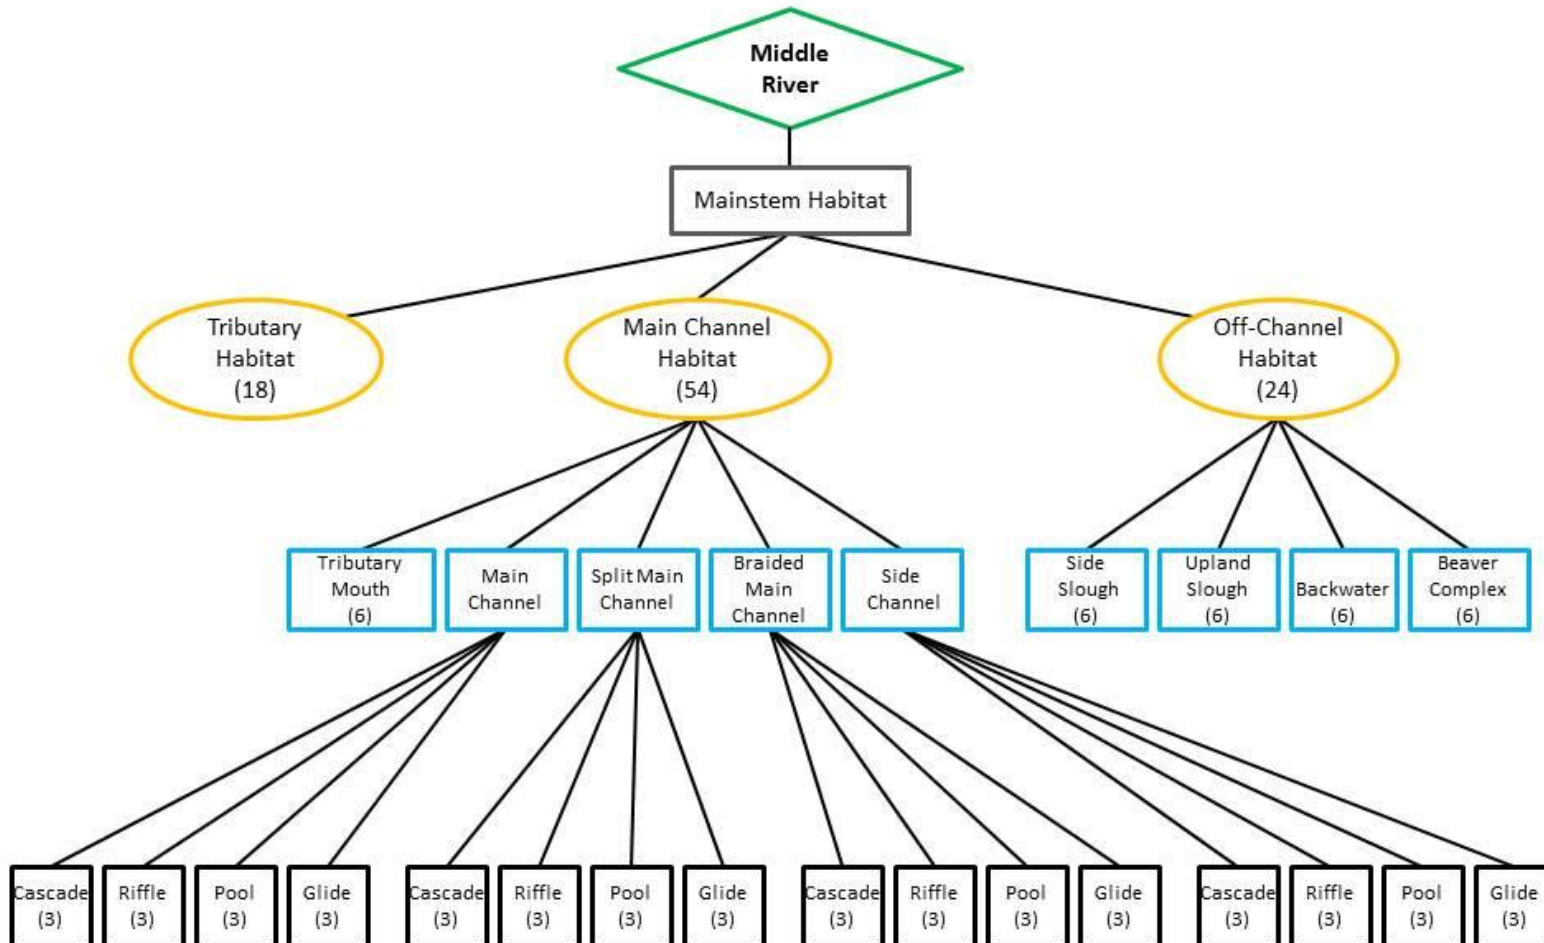 Middle
River
Mainstem Habitat
Tributary
Habitat
(18)
Main Channel
Habitat
(54)
Off-Channel
Habitat
(24)
Tributary
Mouth
(6)
Main
Channel
Split Main
Channel
Braided
Main
Channel
Side
Channel
Side
Slough
(6)
Upland
Slough
(6)
Backwater
(6)
Beaver
Complex
(6)
Cascade
(3)
Riffle
(3)
Pool
(3)
Glide
(3)
Cascade
(3)
Riffle
(3)
Pool
(3)
Glide
(3)
Cascade
(3)
Riffle
(3)
Pool
(3)
Glide
(3)
Cascade
(3)
Riffle
(3)
Pool
(3)
Glide
(3)